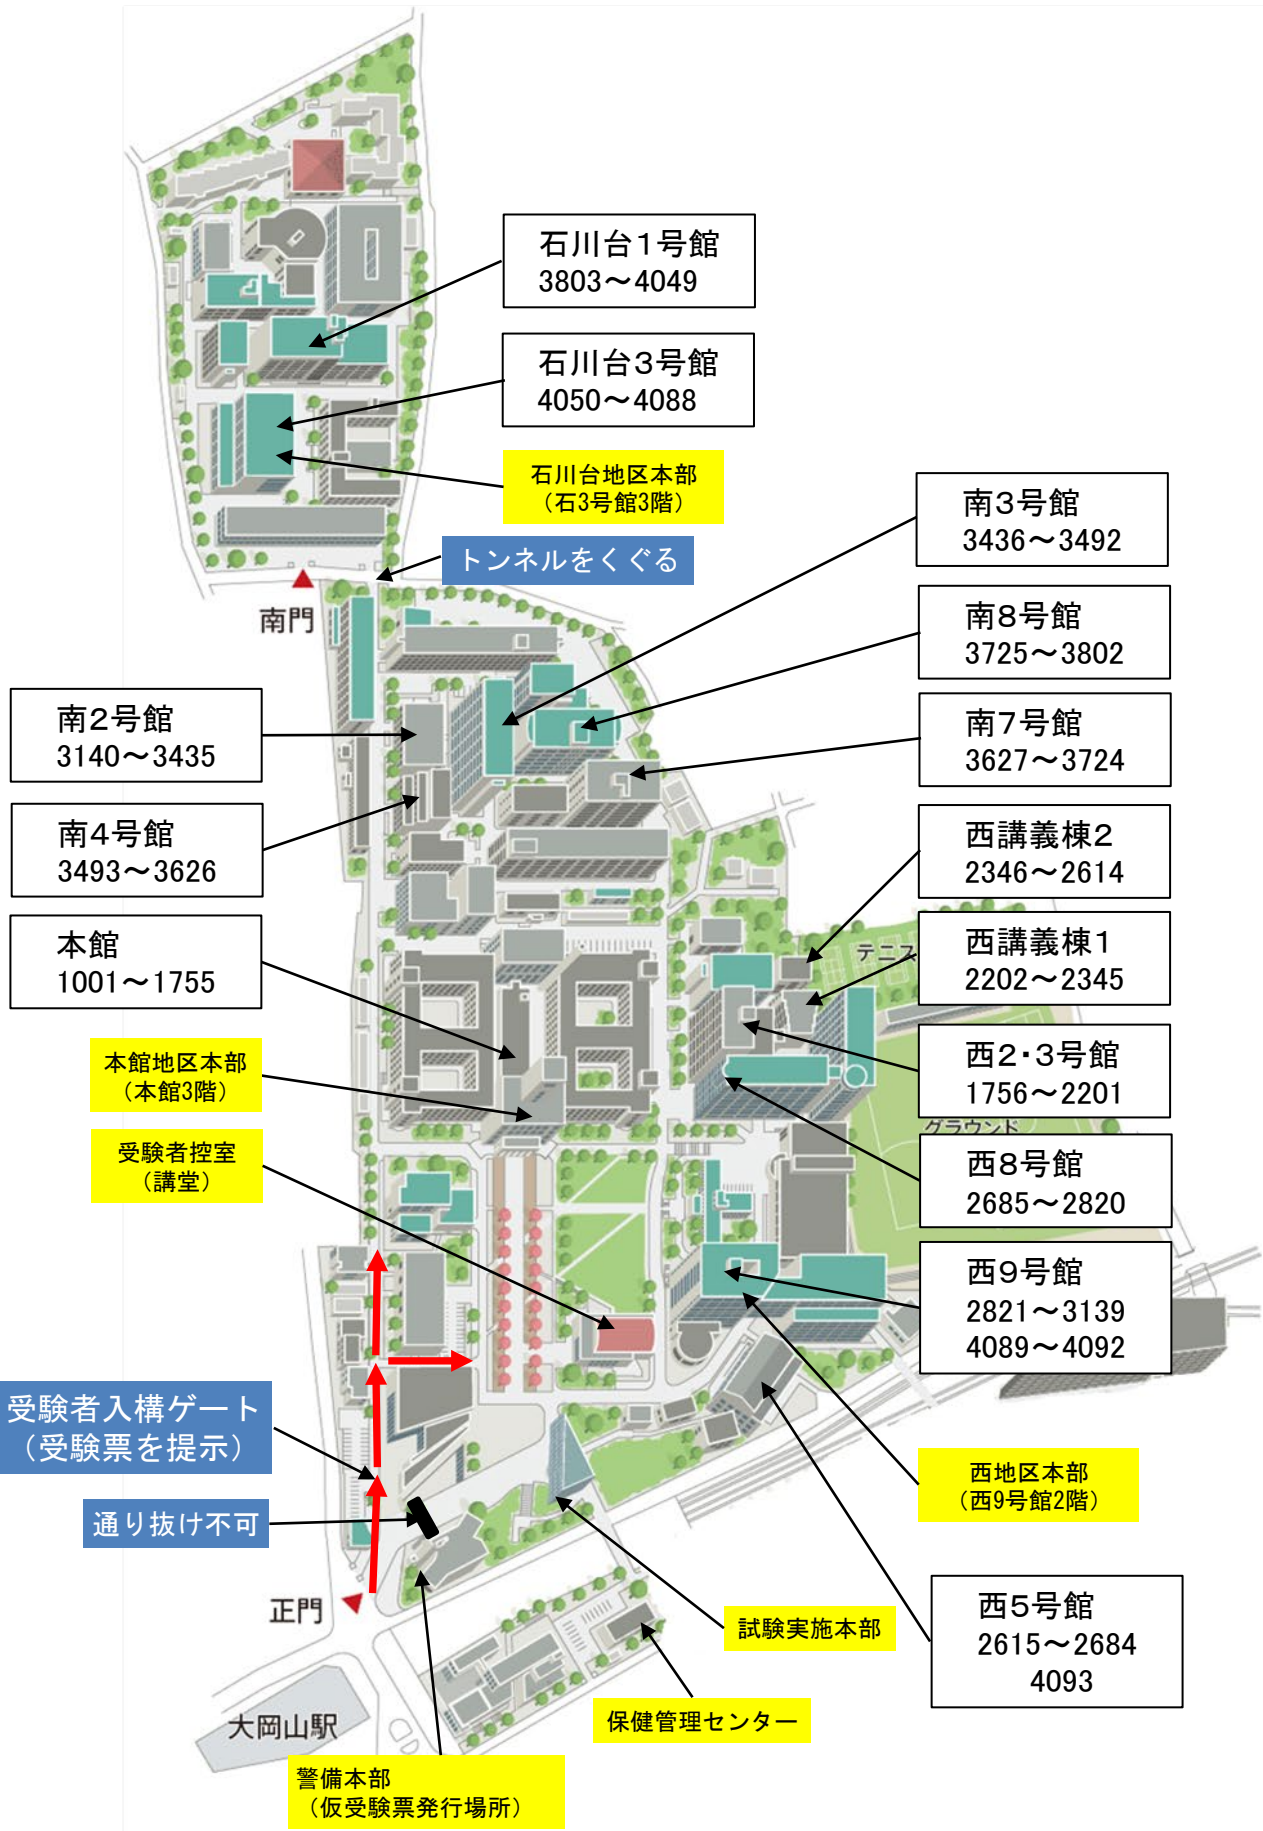 石川台1号館
3803～4049
石川台3号館
4050～4088
石川台地区本部
（石3号館3階）
トンネルをくぐる
南門
南3号館
3436～3492
南8号館
3725～3802
南7号館
3627～3724
南2号館
3140～3435
南4号館
3493～3626
本館
1001～1755
西講義棟2
2346～2614
テニス
西講義棟1
2202～2345
西2・3号館
1756～2201
グラウンド
西8号館
2685～2820
本館地区本部
（本館3階）
受験者控室
（講堂）
西9号館
2821～3139
4089～4092
受験者入構ゲート
（受験票を提示）
通り抜け不可
西地区本部
（西9号館2階）
正門
試験実施本部
西5号館
2615～2684
4093
保健管理センター
大岡山駅
警備本部
（仮受験票発行場所）